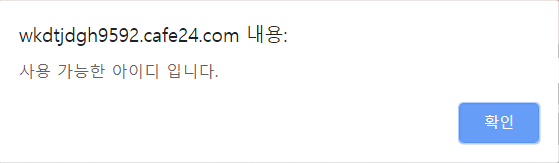 wkdtjdgh9592.cafe24.com 내용:
사용 가능한 아이디 입니다.
확인